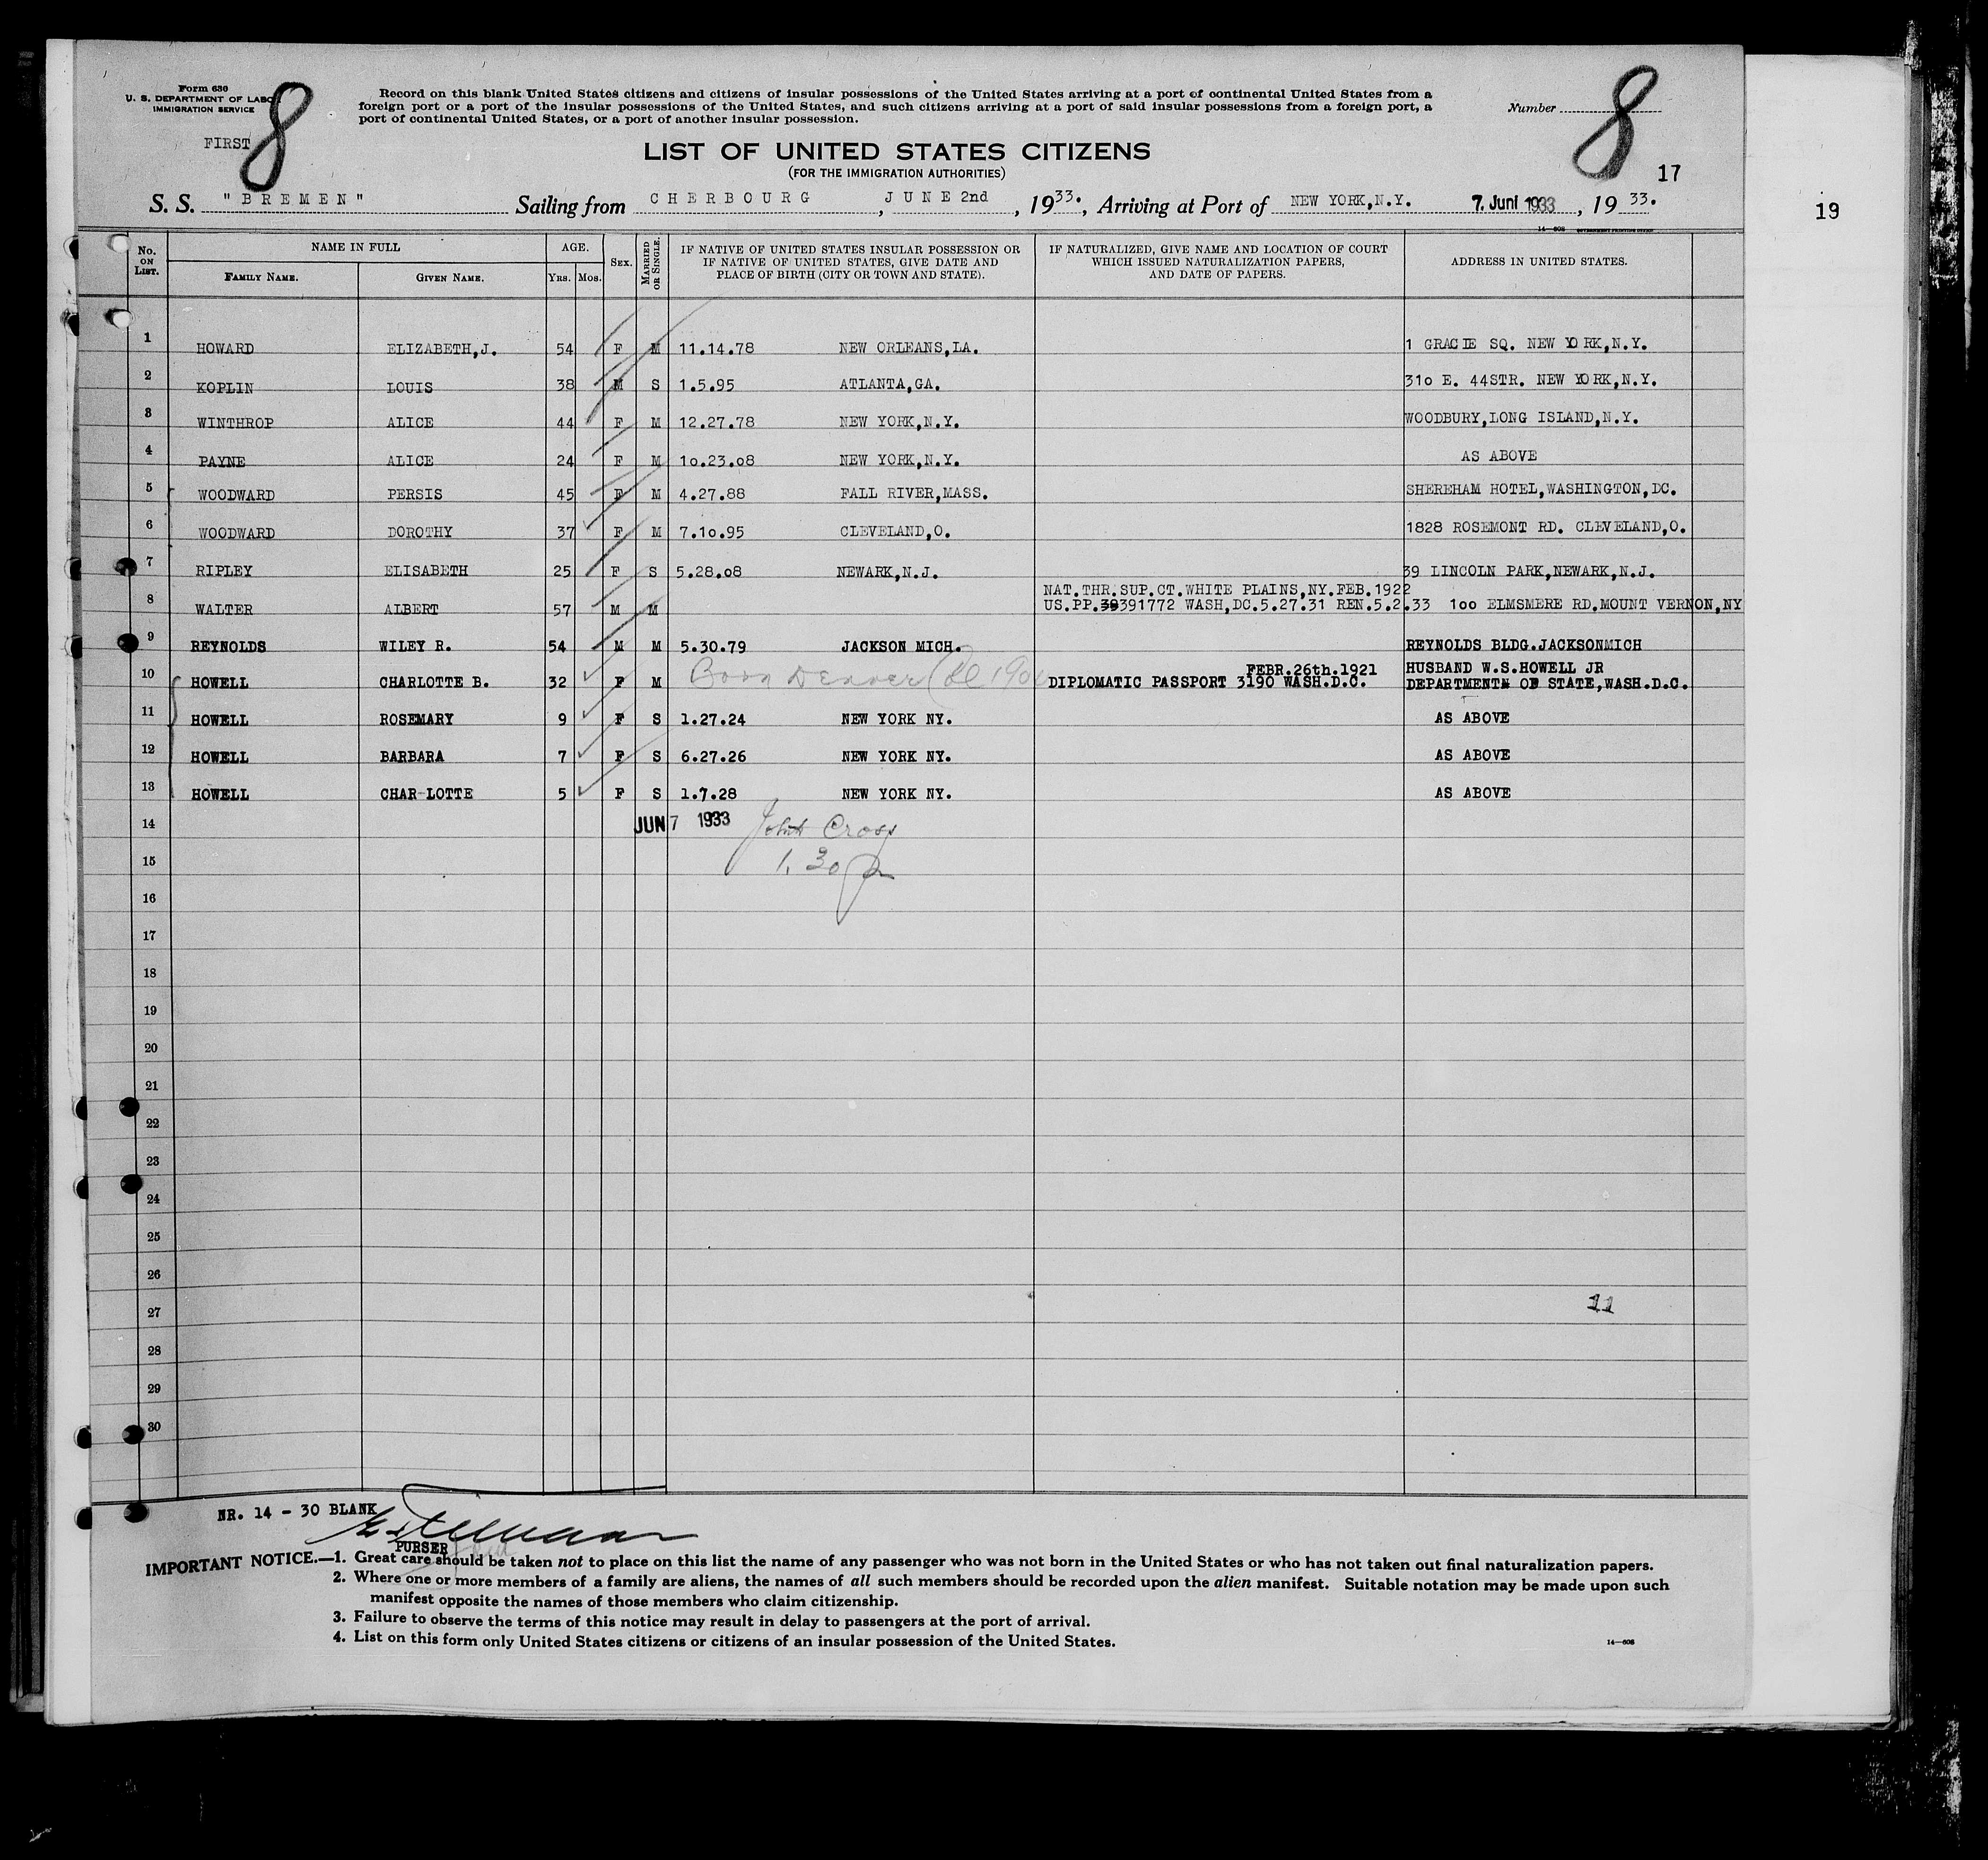 Form 630
U. S. DEPARTMENT OF LABOR
IMMIGRATION SERVICE
FIRST
8
Record on this blank United States citizens and citizens of insular possessions of the United States arriving at a port of continental United States from a
foreign port or a port of the insular possessions of the United States, and such citizens arriving at a port of said insular possessions from a foreign port, a
port of continental United States, or a port of another insular possession.
Number
8
LIST OF UNITED STATES CITIZENS
(FOR THE IMMIGRATION AUTHORITIES)
17
19
S. S. "BREMEN" Sailing from CHERBOURG, JUNE 2nd, 1933., Arriving at Port of NEW YORK,N.Y. 7. Juni 1933, 19 33.
14—608
No. ON LIST.
NAME IN FULL
FAMILY NAME. GIVEN NAME.
AGE.
Yrs. Mos.
SEX.
MARRIED OR SINGLE.
IF NATIVE OF UNITED STATES INSULAR POSSESSION OR
IF NATIVE OF UNITED STATES, GIVE DATE AND
PLACE OF BIRTH (CITY OR TOWN AND STATE).
IF NATURALIZED, GIVE NAME AND LOCATION OF COURT
WHICH ISSUED NATURALIZATION PAPERS,
AND DATE OF PAPERS.
ADDRESS IN UNITED STATES.
1 HOWARD ELIZABETH,J. 54 F M 11.14.78 NEW ORLEANS,LA. 1 GRACIE SQ. NEW YORK,N.Y.
2 KOPLIN LOUIS 38 M S 1.5.95 ATLANTA,GA. 31o E. 44STR. NEW YORK,N.Y.
3 WINTHROP ALICE 44 F M 12.27.78 NEW YORK,N.Y. WOODBURY,LONG ISLAND,N.Y.
4 PAYNE ALICE 24 F M 1o.23.o8 NEW YORK,N.Y. AS ABOVE
5 WOODWARD PERSIS 45 F M 4.27.88 FALL RIVER,MASS. SHEREHAM HOTEL,WASHINGTON,DC.
6 WOODWARD DOROTHY 37 F M 7.1o.95 CLEVELAND,O. 1828 ROSEMONT RD. CLEVELAND,O.
7 RIPLEY ELISABETH 25 F S 5.28.o8 NEWARK,N.J. 39 LINCOLN PARK,NEWARK,N.J.
NAT.THR.SUP.CT.WHITE PLAINS,NY.FEB.1922
8 WALTER ALBERT 57 M M US.PP.39391772 WASH,DC.5.27.31 REN.5.2.33 1oo ELMSMERE RD.MOUNT VERNON,NY
9 REYNOLDS WILEY R. 54 M M 5.30.79 JACKSON MICH. REYNOLDS BLDG.JACKSONMICH
FEBR.26th.1921 HUSBAND W.S.HOWELL JR
10 HOWELL CHARLOTTE B. 32 F M Born Denver DIPLOMATIC PASSPORT 3190 WASH.D.C. DEPARTMENT OF STATE,WASH.D.C.
11 HOWELL ROSEMARY 9 F S 1.27.24 NEW YORK NY. AS ABOVE
12 HOWELL BARBARA 7 F S 6.27.26 NEW YORK NY. AS ABOVE
13 HOWELL CHAR-LOTTE 5 F S 1.7.28 NEW YORK NY. AS ABOVE
14 JUN 7 1933 John Cross
15 1.30 p
16
17
18
19
20
21
22
23
24
25
26
27 11
28
29
30
NR. 14 - 30 BLANK
PURSER
IMPORTANT NOTICE.—1. Great care should be taken not to place on this list the name of any passenger who was not born in the United States or who has not taken out final naturalization papers.
2. Where one or more members of a family are aliens, the names of all such members should be recorded upon the alien manifest. Suitable notation may be made upon such
manifest opposite the names of those members who claim citizenship.
3. Failure to observe the terms of this notice may result in delay to passengers at the port of arrival.
4. List on this form only United States citizens or citizens of an insular possession of the United States.
14—608